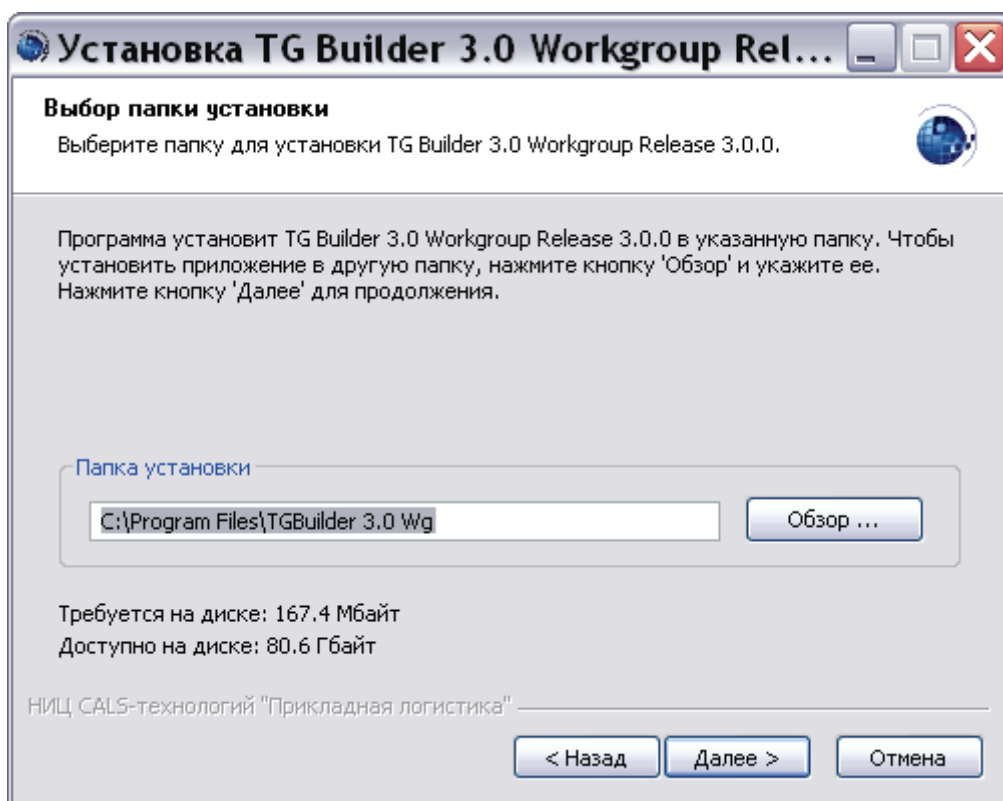 Установка TG Builder 3.0 Workgroup Rel...
Выбор папки установки
Выберите папку для установки TG Builder 3.0 Workgroup Release 3.0.0.
Программа установит TG Builder 3.0 Workgroup Release 3.0.0 в указанную папку. Чтобы
установить приложение в другую папку, нажмите кнопку 'Обзор' и укажите ее.
Нажмите кнопку 'Далее' для продолжения.
Папка установки
C:\Program Files\TGBuilder 3.0 Wg
Обзор ...
Требуется на диске: 167.4 Мбайт
Доступно на диске: 80.6 Гбайт
НИЦ CALS-технологий "Прикладная логистика"
< Назад
Далее >
Отмена